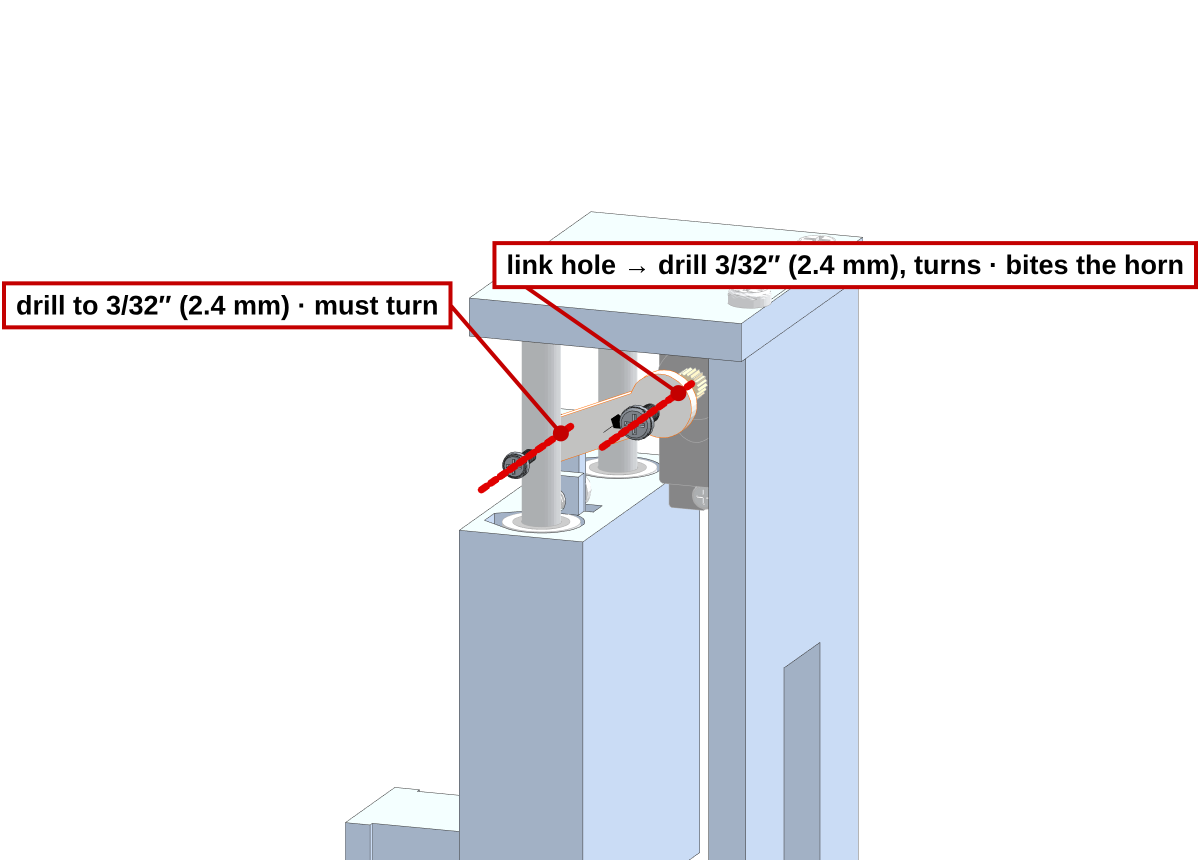 link hole → drill 3/32″ (2.4 mm), turns · bites the horn
drill to 3/32″ (2.4 mm) · must turn